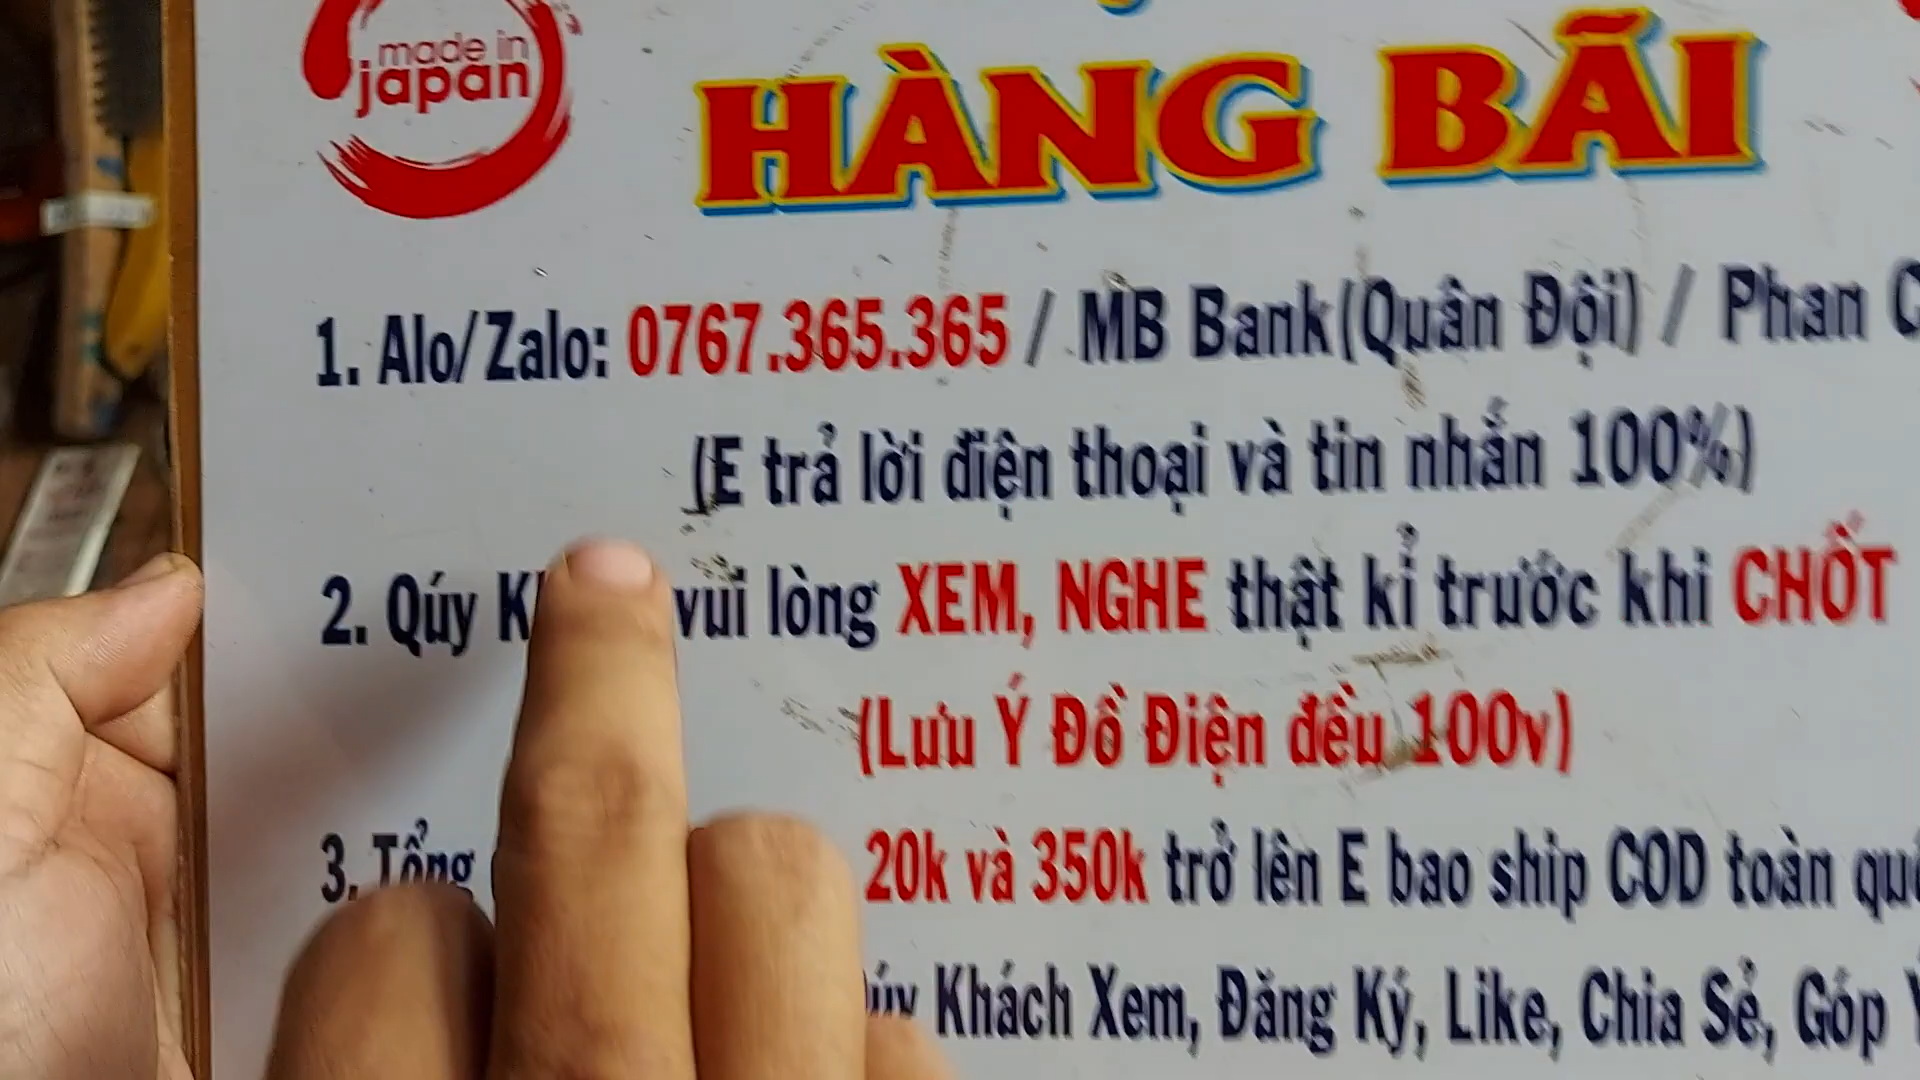 made in
japan
HÀNG BÃI
1. Alo/Zalo: 0767.365.365 / MB Bank(Quân Đội) / Phan
(E trả lời điện thoại và tin nhắn 100%)
2. Qúy vui lòng XEM, NGHE thật kỉ trước khi CHỐT
(Lưu Ý Đồ Điện đều 100v)
3. Tổng 20k và 350k trở lên E bao ship COD toàn
Khách Xem, Đăng Ký, Like, Chia Sẻ, Góp